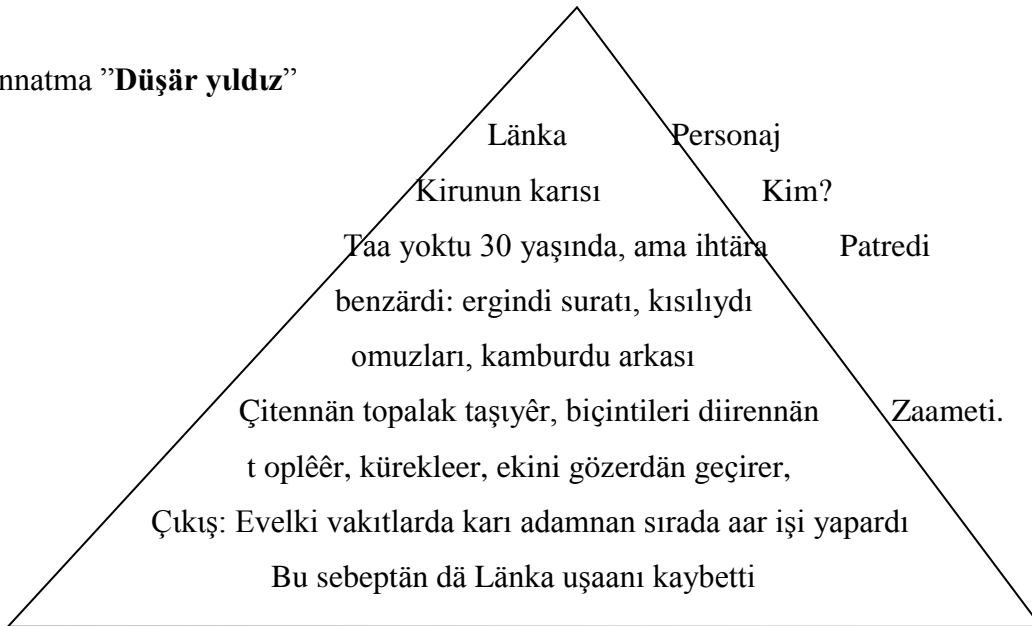 nnatma ”Düşär yıldız”
Länka Personaj
Kirunun karısı Kim?
Taa yoktu 30 yaşında, ama ihtära Patredi
benzärdi: ergindi suratı, kısılıydı
omuzları, kamburdu arkası
Çitennän topalak taşıyêr, biçintileri diirennän Zaameti.
t oplêêr, kürekleer, ekini gözerdän geçirer,
Çıkış: Evelki vakıtlarda karı adamnan sırada aar işi yapardı
Bu sebeptän dä Länka uşaanı kaybetti